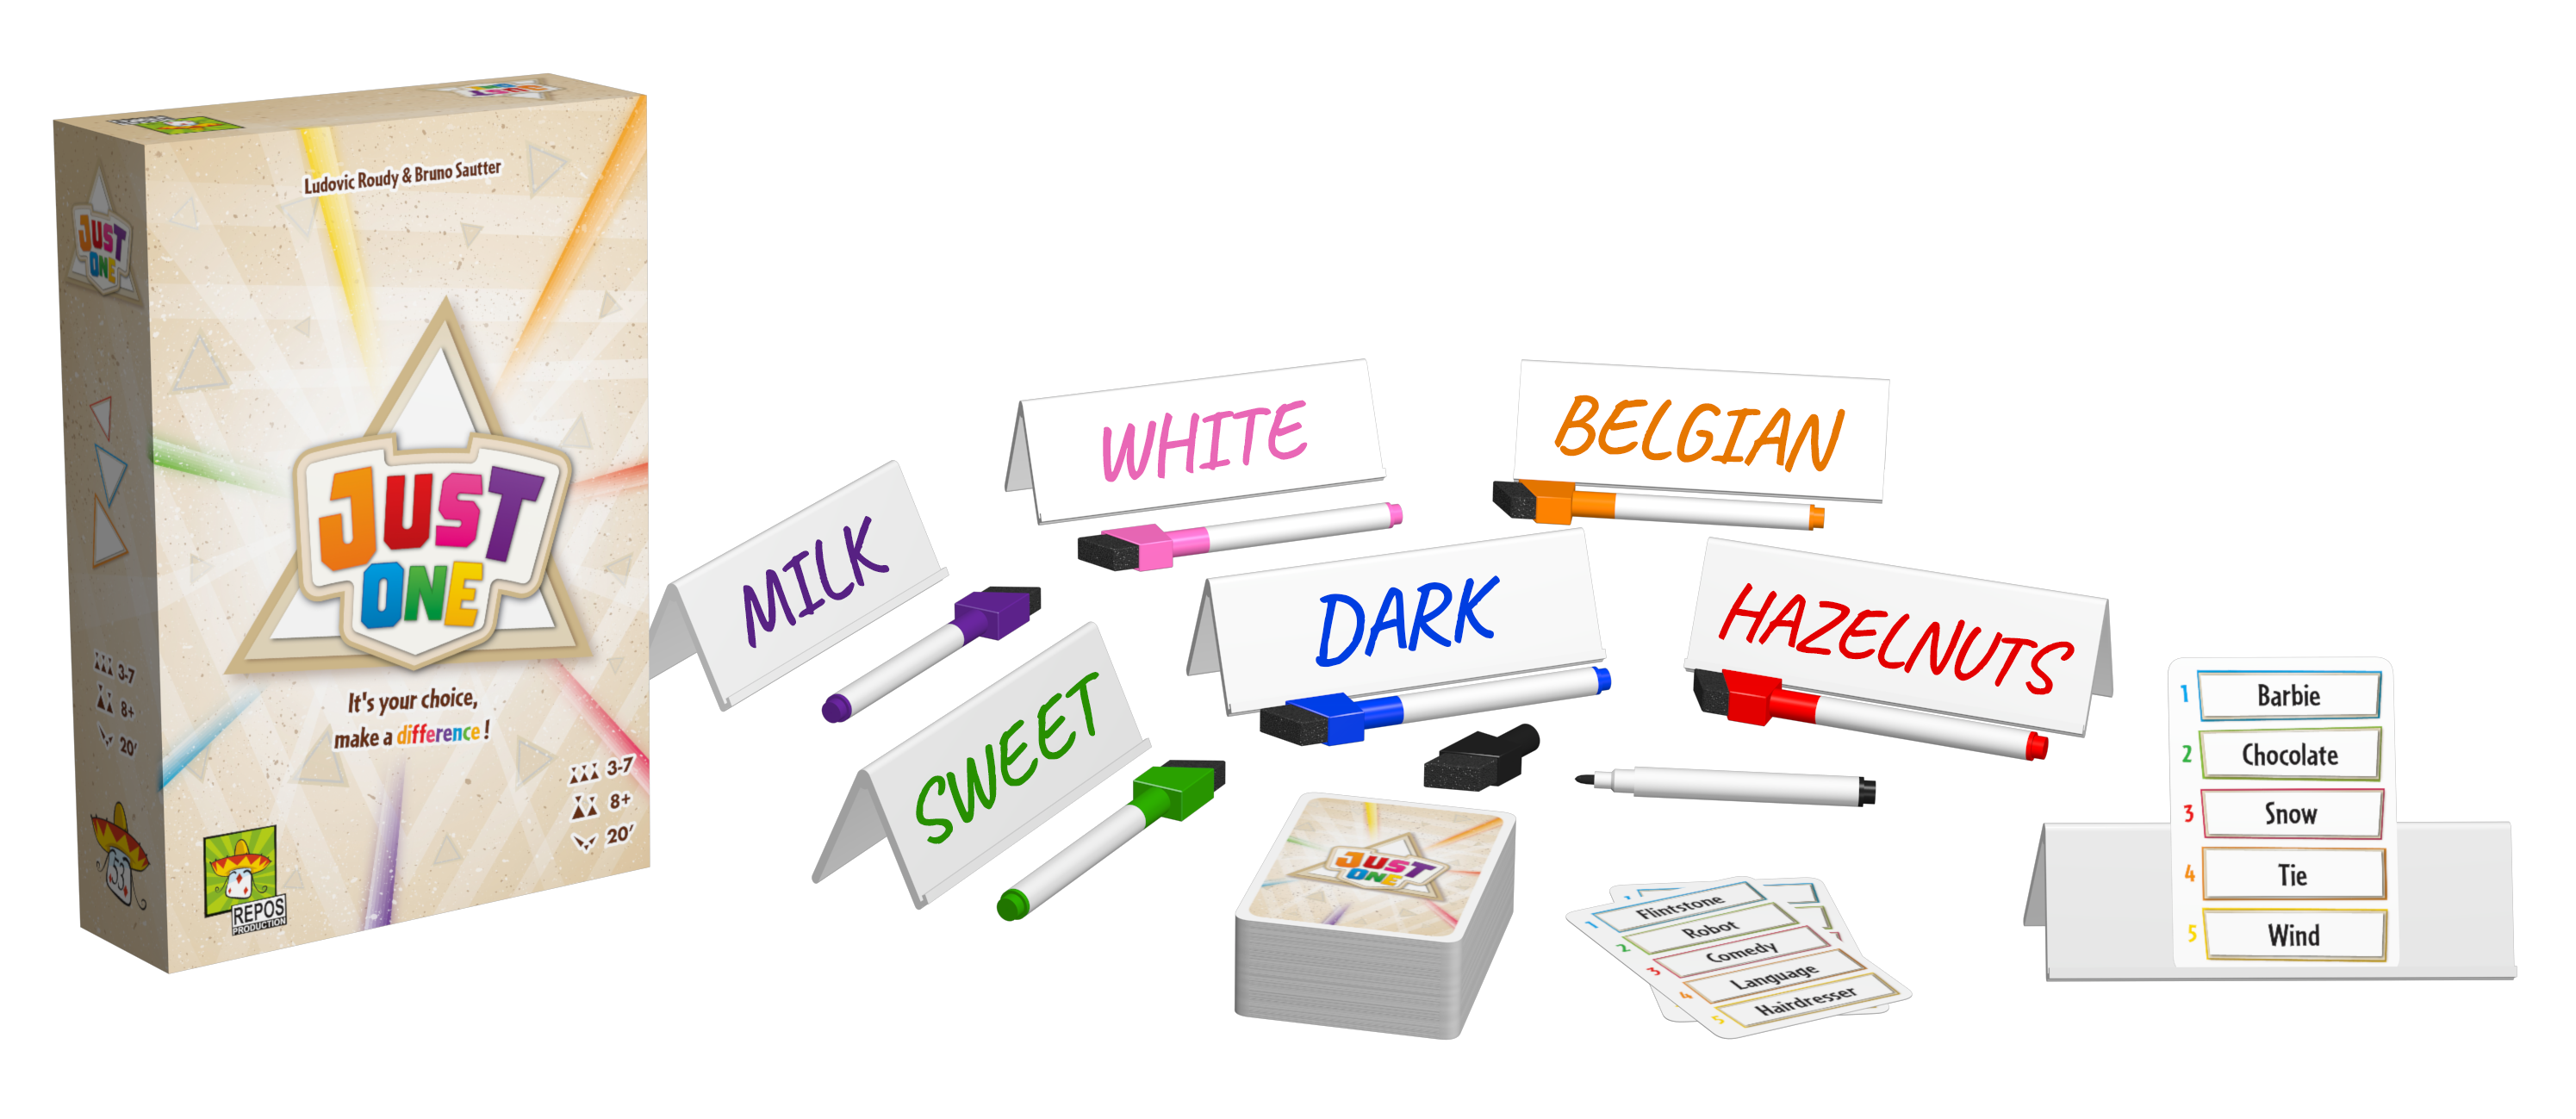 Ludovic Roudy & Bruno Sautter
JUST
ONE
It's your choice,
make a difference !
3-7
8+
20'
REPOS
PRODUCTION
JUST
ONE
3-7
8+
20'
53
JUST
WHITE
BELGIAN
MILK
DARK
HAZELNUTS
SWEET
JUST
ONE
1 Flintstone
2 Robot
3 Comedy
4 Language
5 Hairdresser
1 Barbie
2 Chocolate
3 Snow
4 Tie
5 Wind